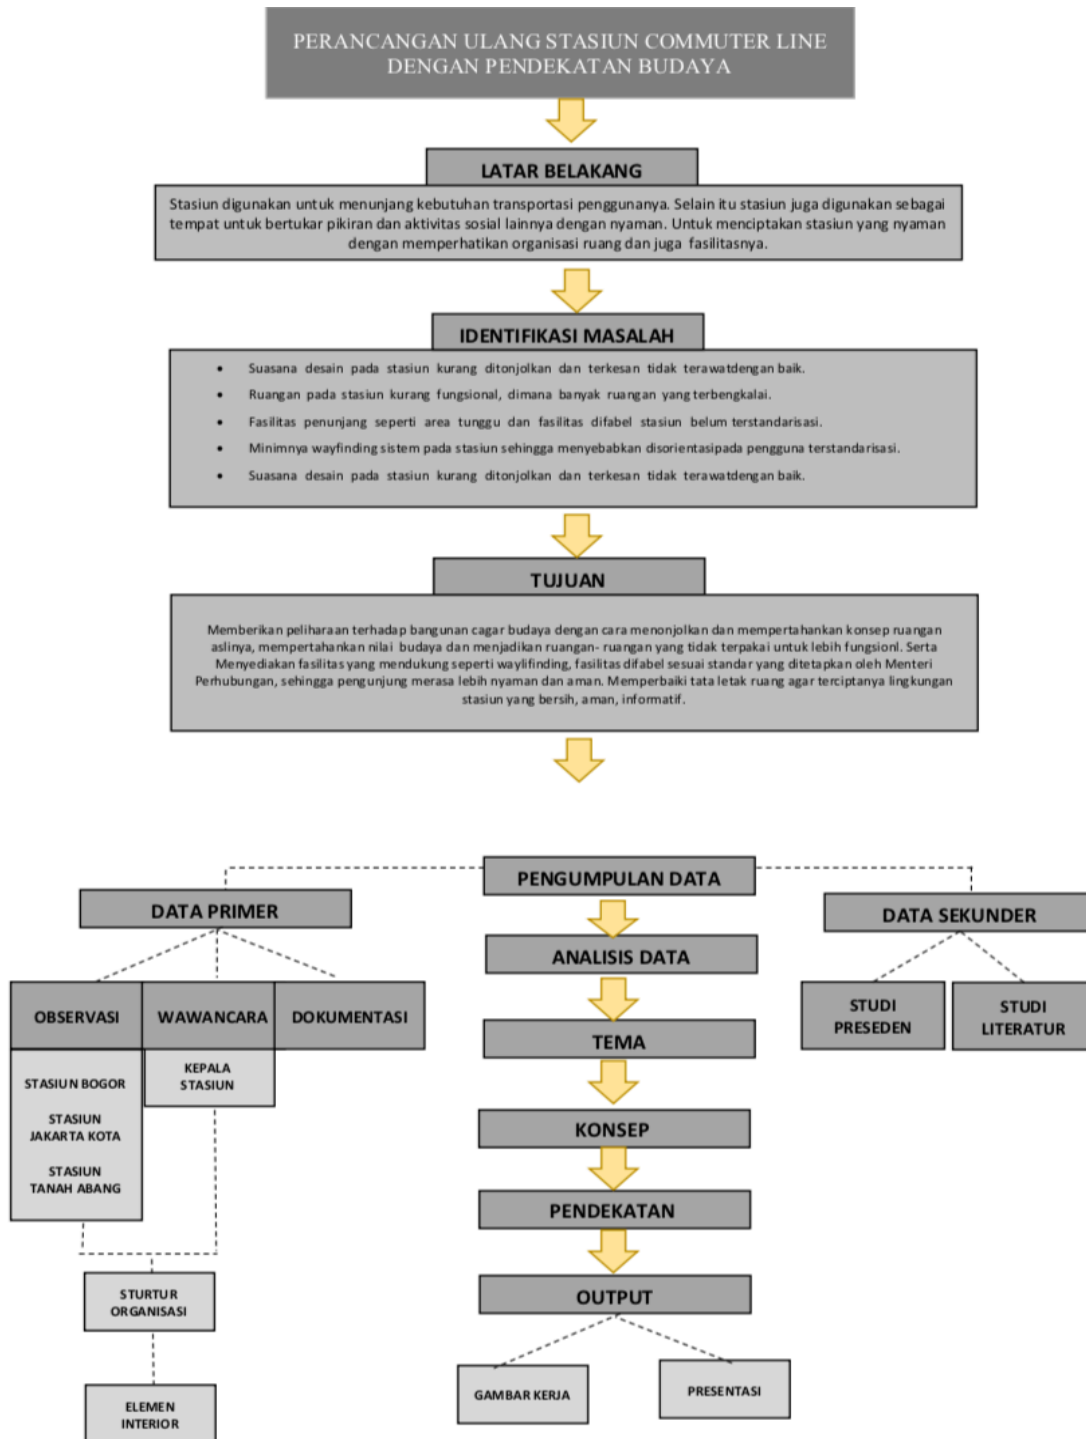 PERANCANGAN ULANG STASIUN COMMUTER LINE
DENGAN PENDEKATAN BUDAYA
LATAR BELAKANG
Stasiun digunakan untuk menunjang kebutuhan transportasi penggunanya. Selain itu stasiun juga digunakan sebagai
tempat untuk bertukar pikiran dan aktivitas sosial lainnya dengan nyaman. Untuk menciptakan stasiun yang nyaman
dengan memperhatikan organisasi ruang dan juga fasilitasnya.
IDENTIFIKASI MASALAH
• Suasana desain pada stasiun kurang ditonjolkan dan terkesan tidak terawatdengan baik.
• Ruangan pada stasiun kurang fungsional, dimana banyak ruangan yang terbengkalai.
• Fasilitas penunjang seperti area tunggu dan fasilitas difabel stasiun belum terstandarisasi.
• Minimnya wayfinding sistem pada stasiun sehingga menyebabkan disorientasipada pengguna terstandarisasi.
• Suasana desain pada stasiun kurang ditonjolkan dan terkesan tidak terawatdengan baik.
TUJUAN
Memberikan peliharaan terhadap bangunan cagar budaya dengan cara menonjolkan dan mempertahankan konsep ruangan
aslinya, mempertahankan nilai budaya dan menjadikan ruangan- ruangan yang tidak terpakai untuk lebih fungsionl. Serta
Menyediakan fasilitas yang mendukung seperti waylifinding, fasilitas difabel sesuai standar yang ditetapkan oleh Menteri
Perhubungan, sehingga pengunjung merasa lebih nyaman dan aman. Memperbaiki tata letak ruang agar terciptanya lingkungan
stasiun yang bersih, aman, informatif.
PENGUMPULAN DATA
DATA PRIMER
DATA SEKUNDER
ANALISIS DATA
OBSERVASI
WAWANCARA
DOKUMENTASI
STUDI
PRESEDEN
STUDI
LITERATUR
TEMA
STASIUN BOGOR
STASIUN
JAKARTA KOTA
STASIUN
TANAH ABANG
KEPALA
STASIUN
KONSEP
PENDEKATAN
OUTPUT
STURTUR
ORGANISASI
ELEMEN
INTERIOR
GAMBAR KERJA
PRESENTASI